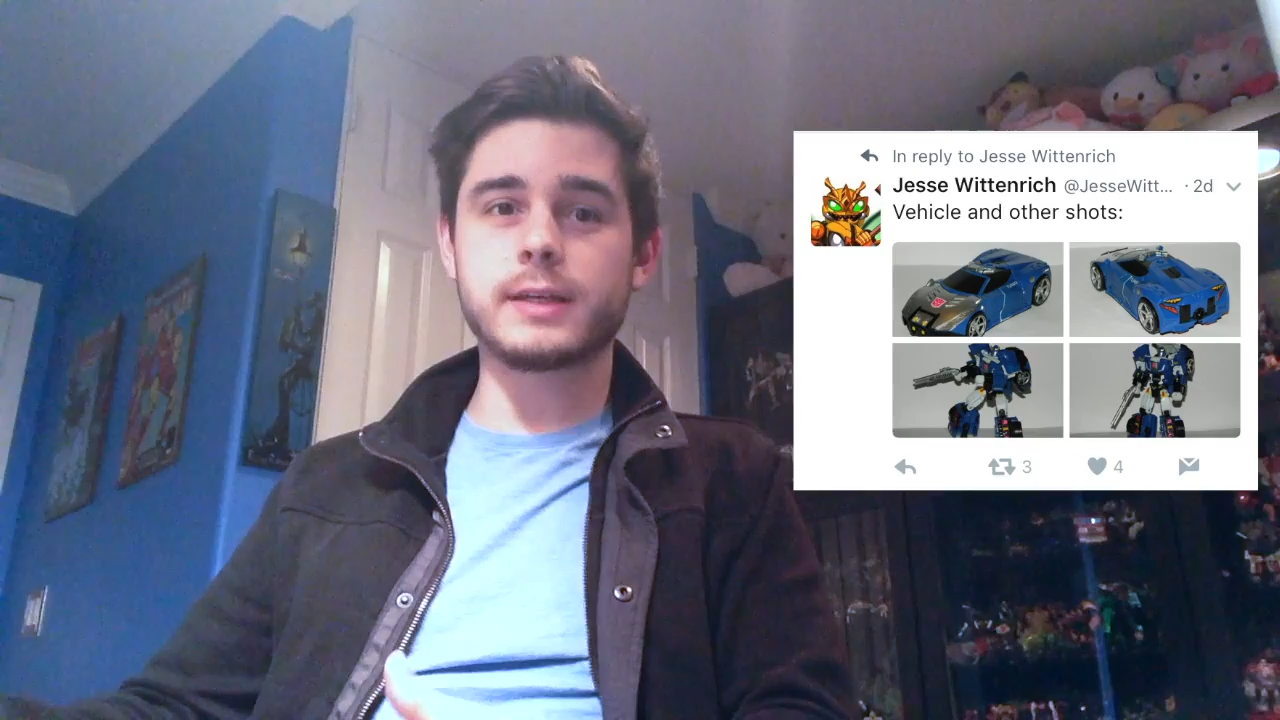 In reply to Jesse Wittenrich
Jesse Wittenrich @JesseWitt... · 2d
Vehicle and other shots:
3
4